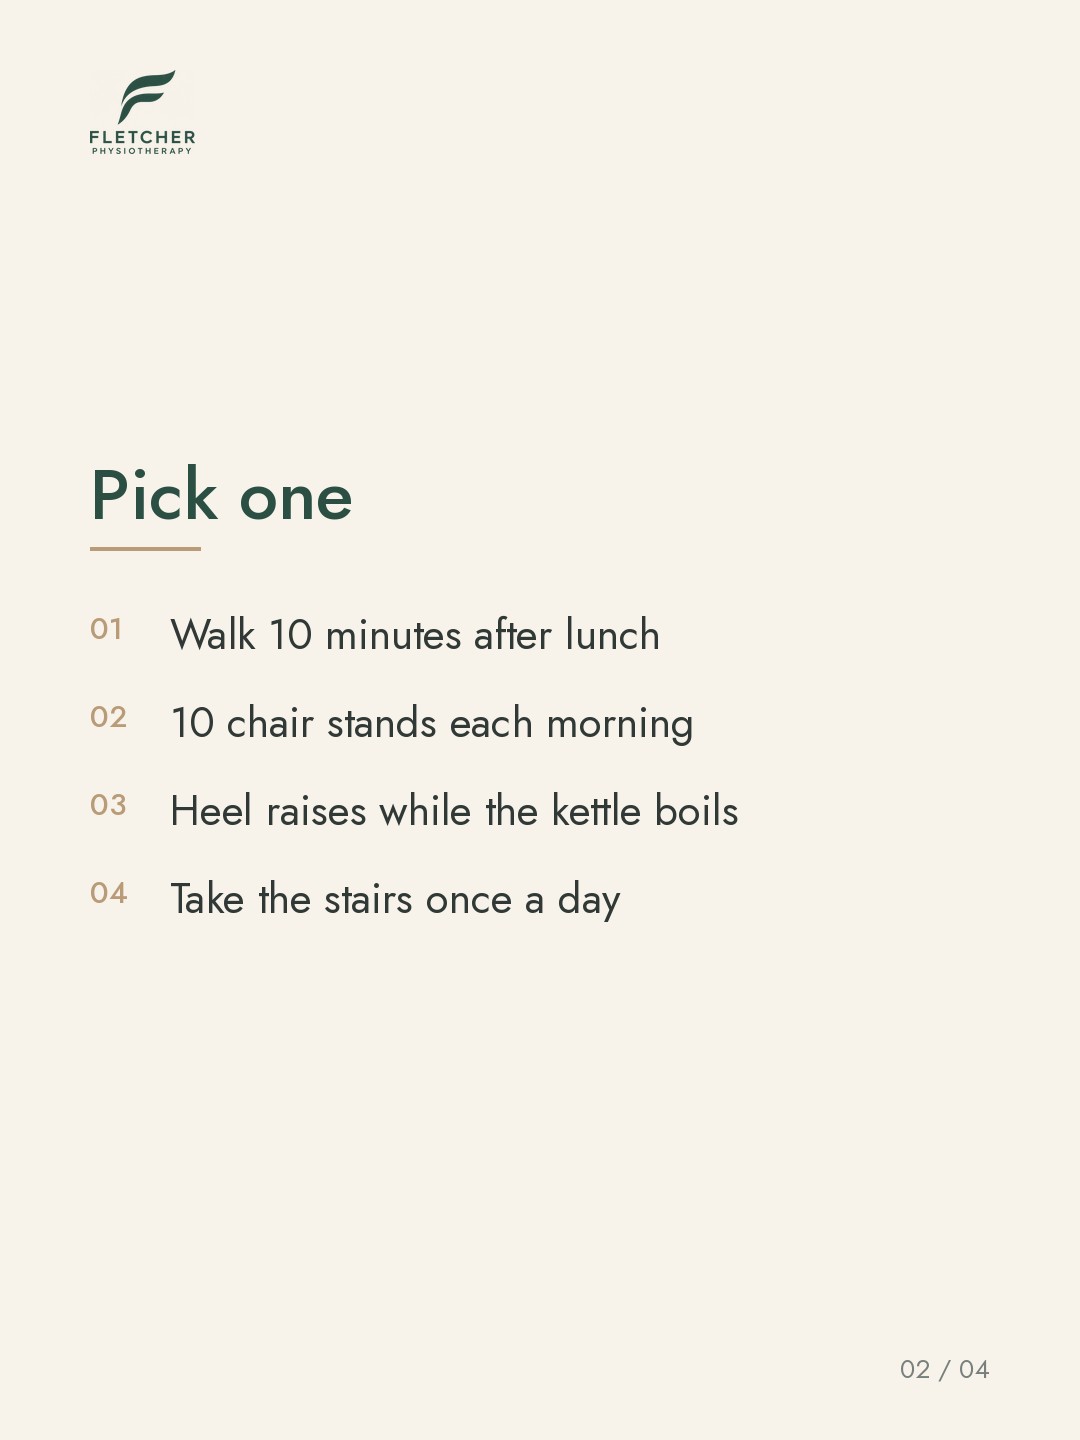 FLETCHER
PHYSIOTHERAPY
Pick one
01 Walk 10 minutes after lunch
02 10 chair stands each morning
03 Heel raises while the kettle boils
04 Take the stairs once a day
02 / 04